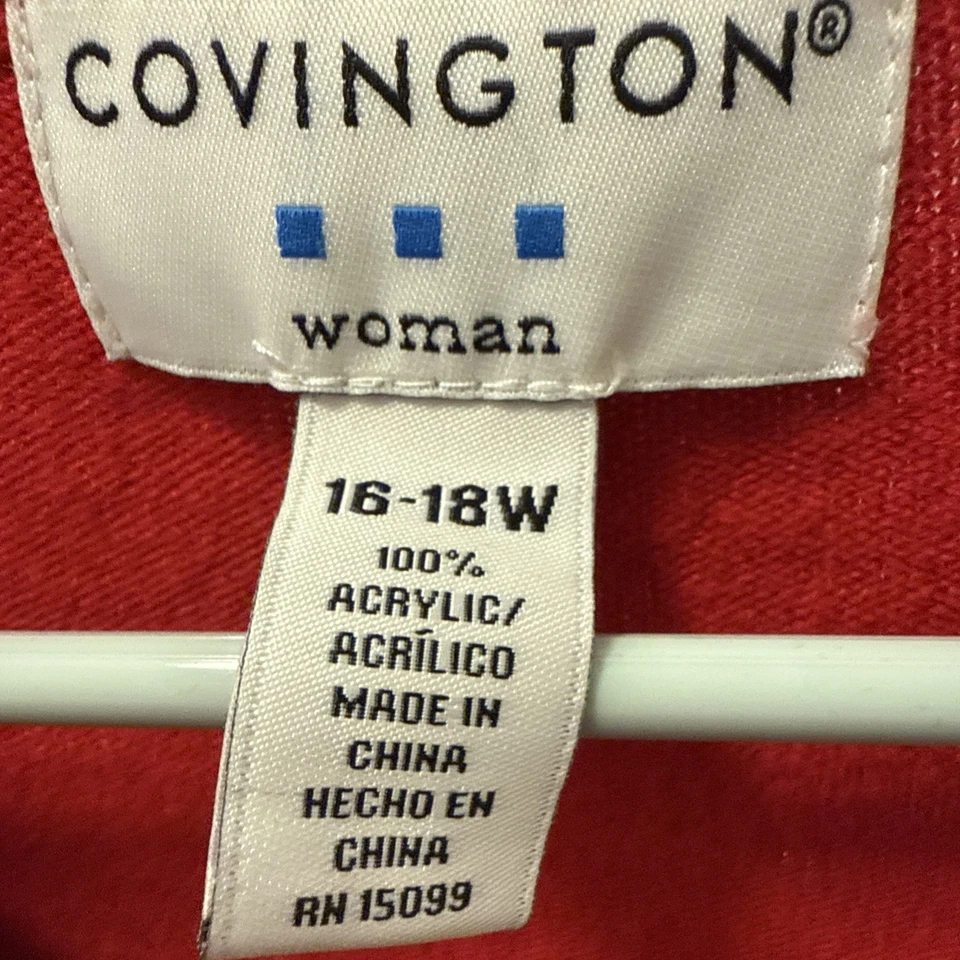 COVINGTON®
woman
16-18W
100%
ACRYLIC/
ACRÍLICO
MADE IN
CHINA
HECHO EN
CHINA
RN 15099